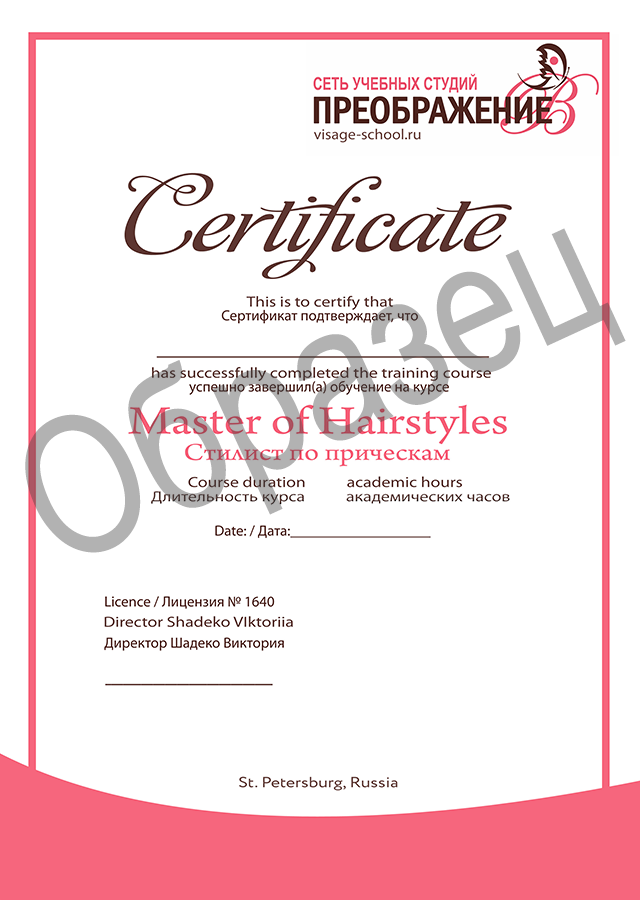 СЕТЬ УЧЕБНЫХ СТУДИЙ
ПРЕОБРАЖЕНИЕ
В
visage-school.ru
Certificate
This is to certify that
Сертификат подтверждает, что
has successfully completed the training course
успешно завершил(а) обучение на курсе
Master of Hairstyles
Стилист по прическам
Course duration academic hours
Длительность курса академических часов
Date: / Дата:
Образец
Licence / Лицензия № 1640
Director Shadeko VIktoriia
Директор Шадеко Виктория
St. Petersburg, Russia